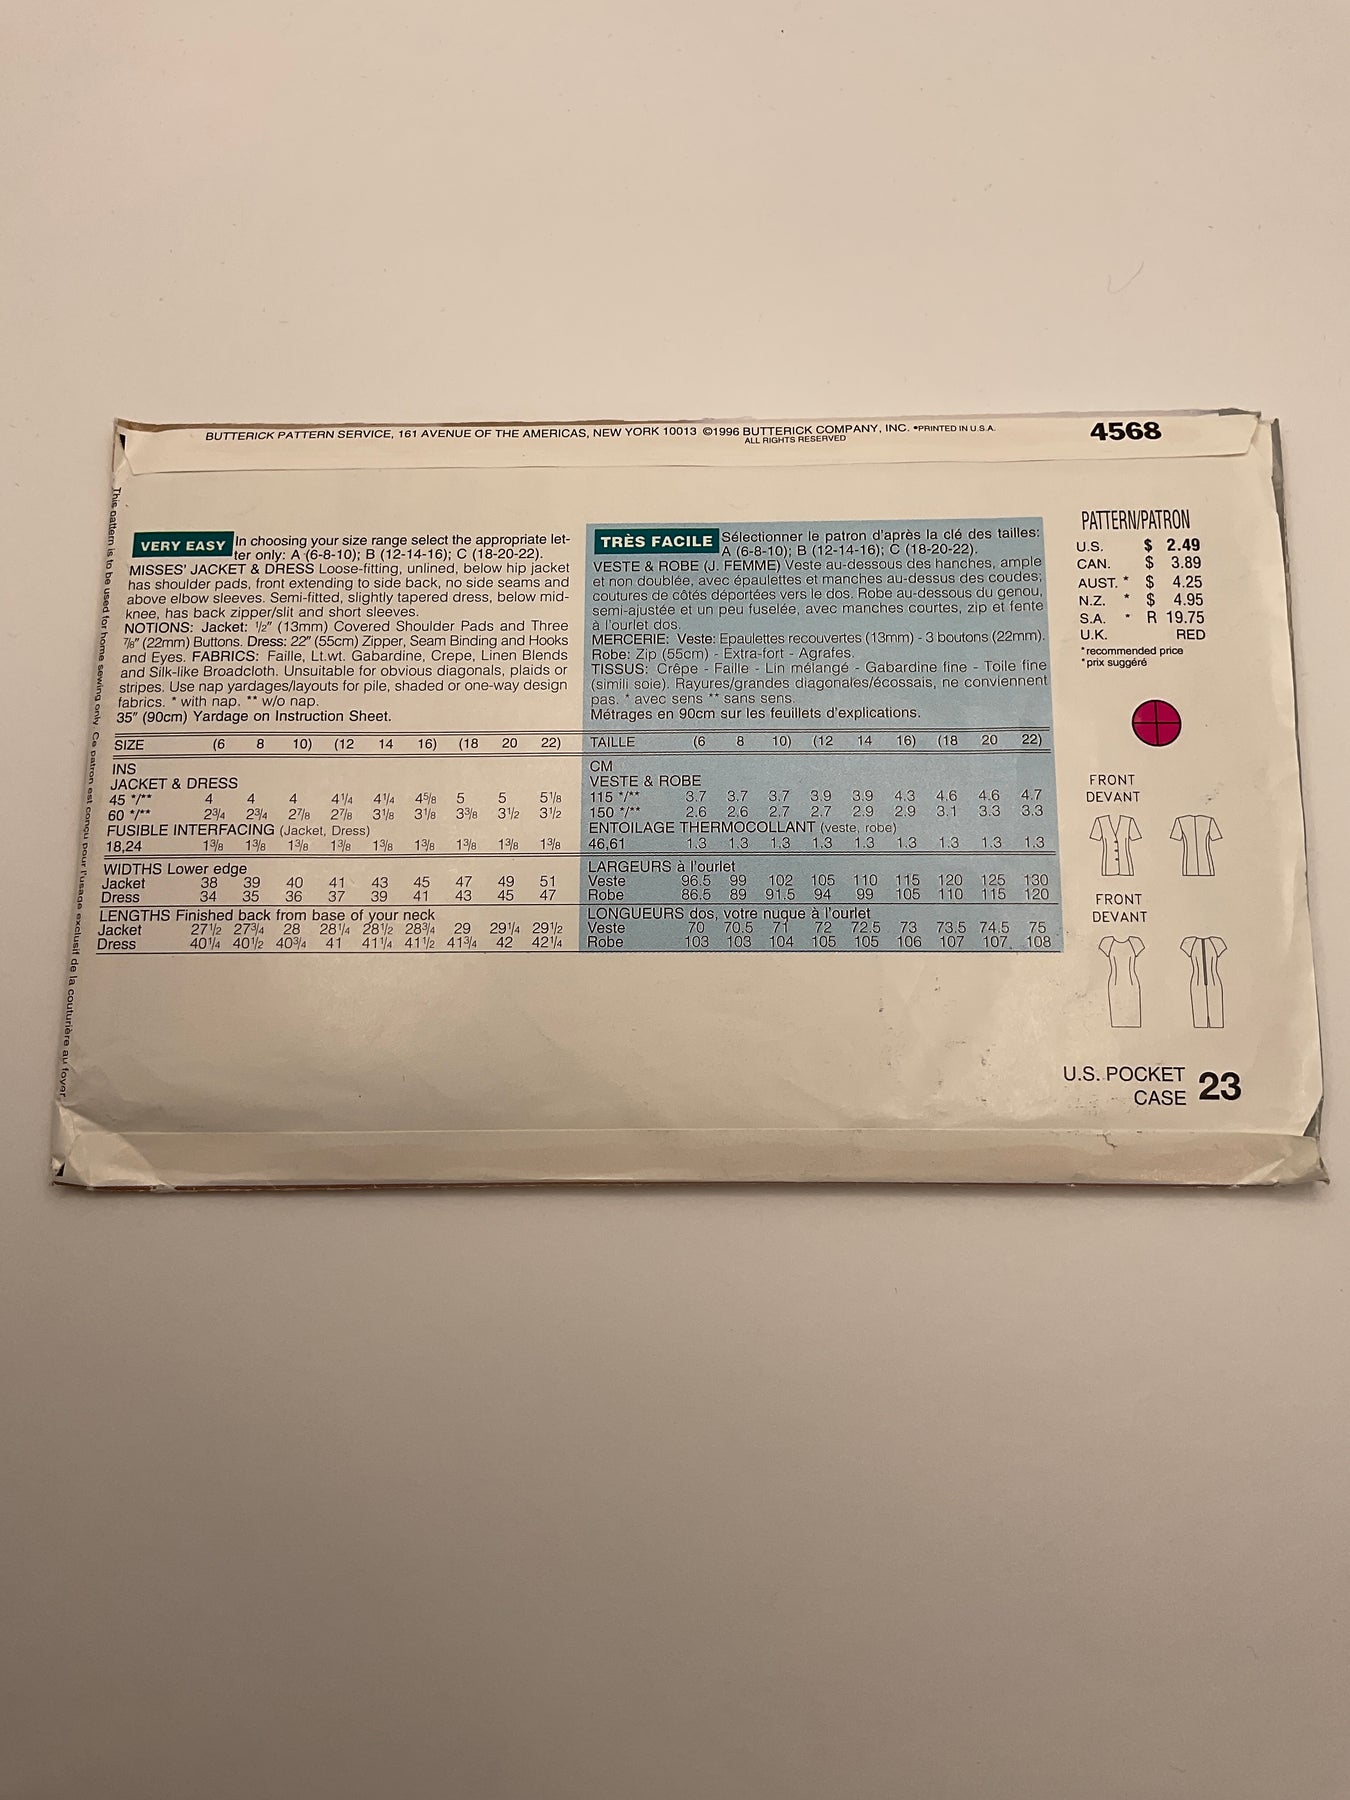 BUTTERICK PATTERN SERVICE, 161 AVENUE OF THE AMERICAS, NEW YORK 10013 ©1996 BUTTERICK COMPANY, INC. •PRINTED IN U.S.A.
ALL RIGHTS RESERVED
4568
This pattern is to be used for home sewing only. Ce patron est conçu pour l'usage exclusif de la couturière au foyer.
VERY EASY In choosing your size range select the appropriate let-
ter only: A (6-8-10); B (12-14-16); C (18-20-22).
MISSES' JACKET & DRESS Loose-fitting, unlined, below hip jacket
has shoulder pads, front extending to side back, no side seams and
above elbow sleeves. Semi-fitted, slightly tapered dress, below mid-
knee, has back zipper/slit and short sleeves.
NOTIONS: Jacket: 1/2" (13mm) Covered Shoulder Pads and Three
7/8" (22mm) Buttons. Dress: 22" (55cm) Zipper, Seam Binding and Hooks
and Eyes. FABRICS: Faille, Lt.wt. Gabardine, Crepe, Linen Blends
and Silk-like Broadcloth. Unsuitable for obvious diagonals, plaids or
stripes. Use nap yardages/layouts for pile, shaded or one-way design
fabrics. * with nap. ** w/o nap.
35" (90cm) Yardage on Instruction Sheet.
SIZE (6 8 10) (12 14 16) (18 20 22)
INS
JACKET & DRESS
45 */** 4 4 4 4 1/4 4 1/4 4 5/8 5 5 5 1/8
60 */** 2 3/4 2 3/4 2 7/8 2 7/8 3 1/8 3 1/8 3 3/8 3 1/2 3 1/2
FUSIBLE INTERFACING (Jacket, Dress)
18,24 1 3/8 1 3/8 1 3/8 1 3/8 1 3/8 1 3/8 1 3/8 1 3/8 1 3/8
WIDTHS Lower edge
Jacket 38 39 40 41 43 45 47 49 51
Dress 34 35 36 37 39 41 43 45 47
LENGTHS Finished back from base of your neck
Jacket 27 1/2 27 3/4 28 28 1/4 28 1/2 28 3/4 29 29 1/4 29 1/2
Dress 40 1/4 40 1/2 40 3/4 41 41 1/4 41 1/2 41 3/4 42 42 1/4
TRÈS FACILE Sélectionner le patron d'après la clé des tailles:
A (6-8-10); B (12-14-16); C (18-20-22).
VESTE & ROBE (J. FEMME) Veste au-dessous des hanches, ample
et non doublée, avec épaulettes et manches au-dessus des coudes;
coutures de côtés déportées vers le dos. Robe au-dessous du genou,
semi-ajustée et un peu fuselée, avec manches courtes, zip et fente
à l'ourlet dos.
MERCERIE: Veste: Epaulettes recouvertes (13mm) - 3 boutons (22mm).
Robe: Zip (55cm) - Extra-fort - Agrafes.
TISSUS: Crêpe - Faille - Lin mélangé - Gabardine fine - Toile fine
(simili soie). Rayures/grandes diagonales/écossais, ne conviennent
pas. * avec sens ** sans sens.
Métrages en 90cm sur les feuillets d'explications.
TAILLE (6 8 10) (12 14 16) (18 20 22)
CM
VESTE & ROBE
115 */** 3.7 3.7 3.7 3.9 3.9 4.3 4.6 4.6 4.7
150 */** 2.6 2.6 2.7 2.7 2.9 2.9 3.1 3.3 3.3
ENTOILAGE THERMOCOLLANT (veste, robe)
46,61 1.3 1.3 1.3 1.3 1.3 1.3 1.3 1.3 1.3
LARGEURS à l'ourlet
Veste 96.5 99 102 105 110 115 120 125 130
Robe 86.5 89 91.5 94 99 105 110 115 120
LONGUEURS dos, votre nuque à l'ourlet
Veste 70 70.5 71 72 72.5 73 73.5 74.5 75
Robe 103 103 104 105 105 106 107 107 108
PATTERN/PATRON
U.S. $ 2.49
CAN. $ 3.89
AUST. * $ 4.25
N.Z. * $ 4.95
S.A. * R 19.75
U.K. RED
*recommended price
*prix suggéré
FRONT
DEVANT
FRONT
DEVANT
U.S. POCKET
CASE 23